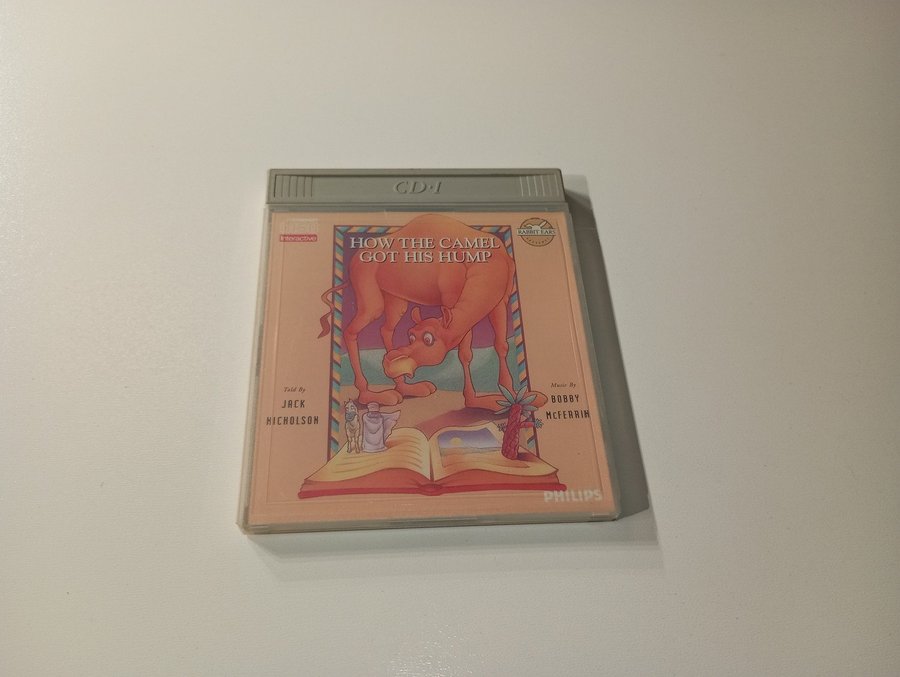 CD·I
Interactive
RABBIT EARS
HOW THE CAMEL
GOT HIS HUMP
Told By
JACK
NICHOLSON
Music By
BOBBY
McFERRIN
PHILIPS